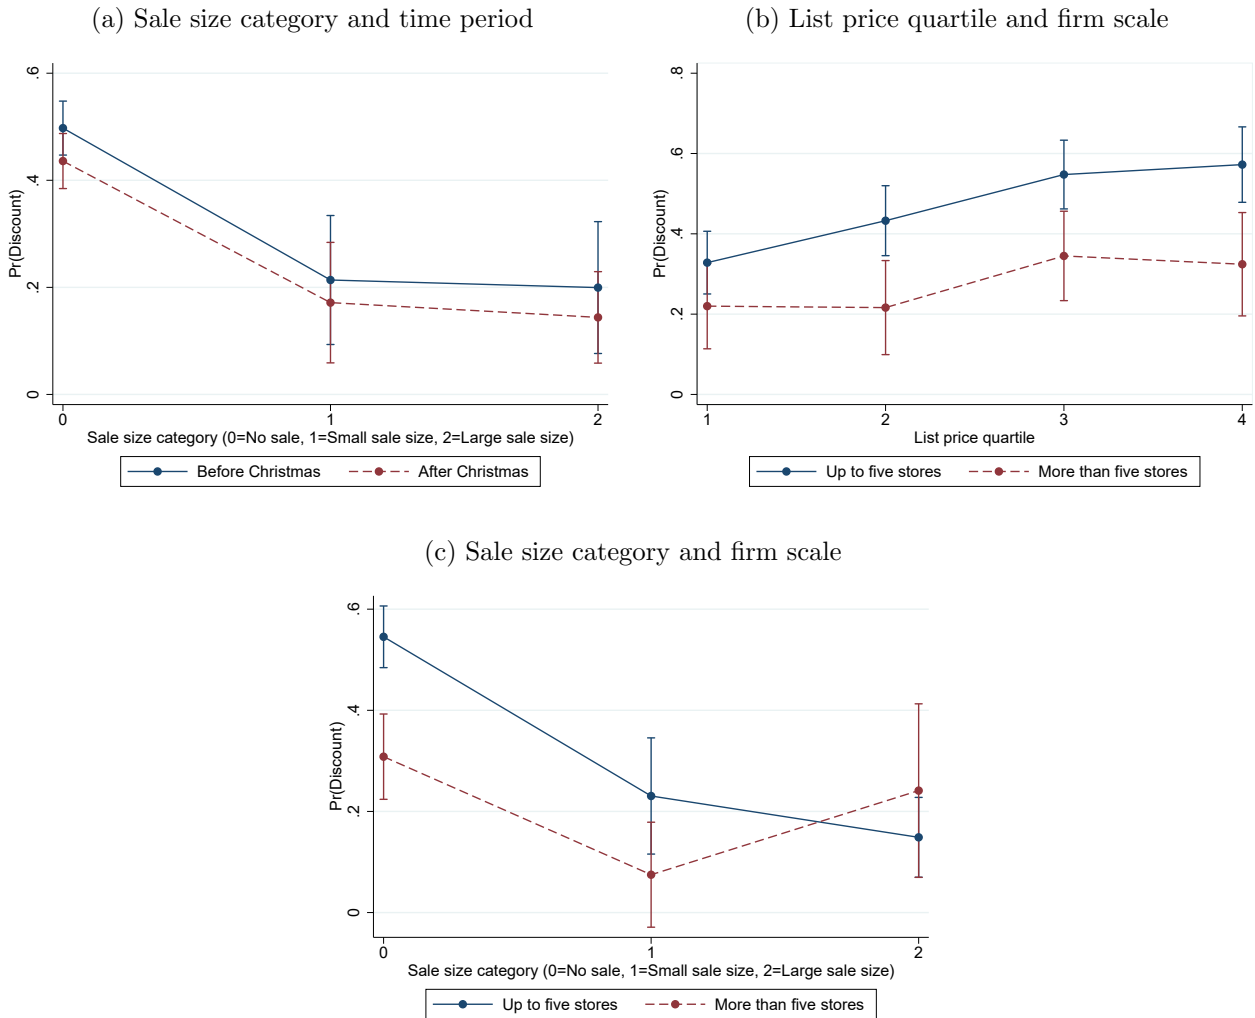 (a) Sale size category and time period
Pr(Discount)
.6
.4
.2
0
0 1 2
Sale size category (0=No sale, 1=Small sale size, 2=Large sale size)
Before Christmas After Christmas
(b) List price quartile and firm scale
Pr(Discount)
.8
.6
.4
.2
0
1 2 3 4
List price quartile
Up to five stores More than five stores
(c) Sale size category and firm scale
Pr(Discount)
.6
.4
.2
0
0 1 2
Sale size category (0=No sale, 1=Small sale size, 2=Large sale size)
Up to five stores More than five stores